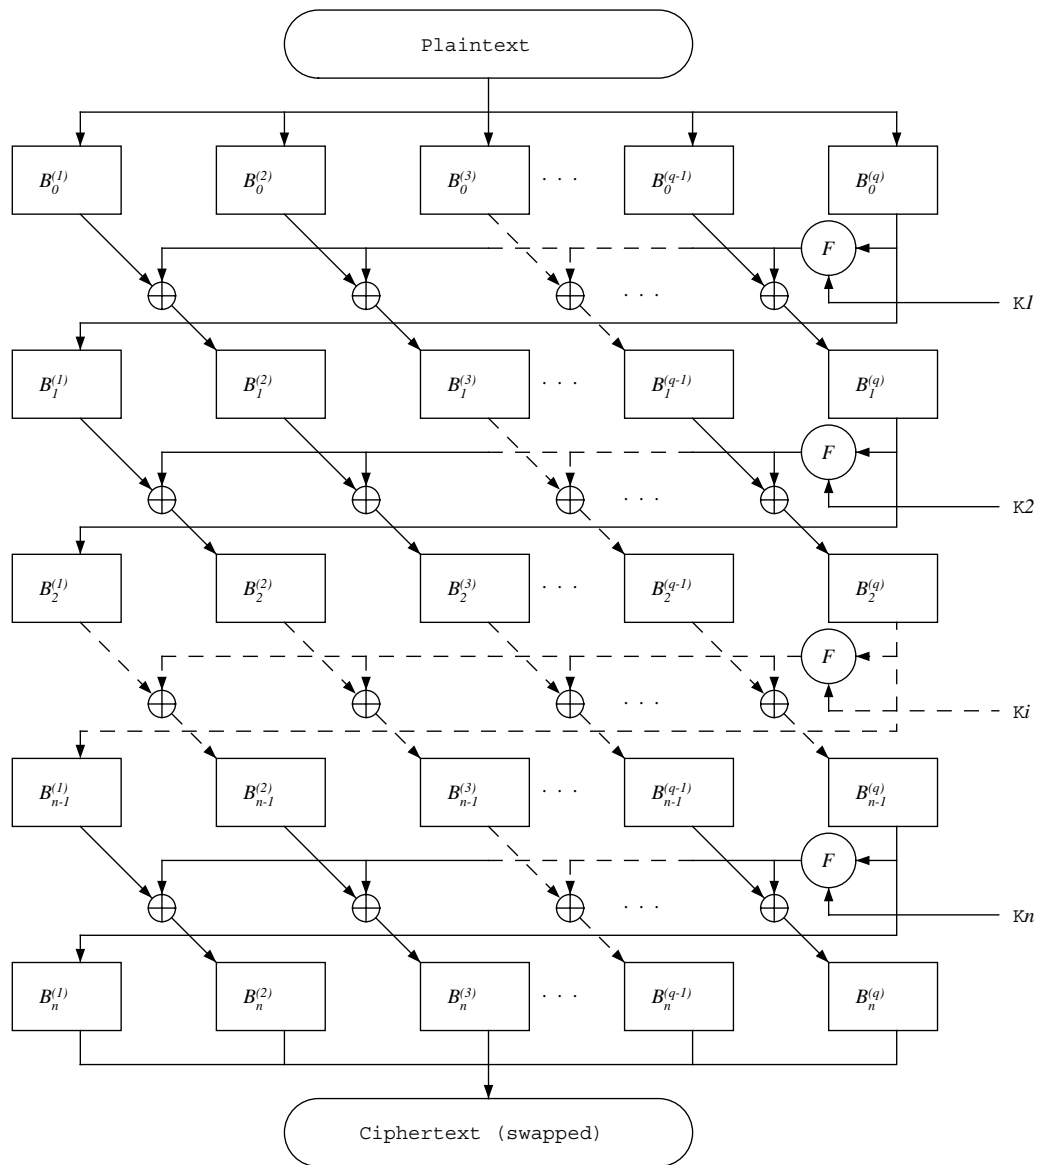 Plaintext
B₀⁽¹⁾ B₀⁽²⁾ B₀⁽³⁾ · · · B₀⁽q-1⁾ B₀⁽q⁾
F
· · ·
K1
B₁⁽¹⁾ B₁⁽²⁾ B₁⁽³⁾ · · · B₁⁽q-1⁾ B₁⁽q⁾
F
· · ·
K2
B₂⁽¹⁾ B₂⁽²⁾ B₂⁽³⁾ · · · B₂⁽q-1⁾ B₂⁽q⁾
F
· · ·
Ki
Bn-1⁽¹⁾ Bn-1⁽²⁾ Bn-1⁽³⁾ · · · Bn-1⁽q-1⁾ Bn-1⁽q⁾
F
· · ·
Kn
Bn⁽¹⁾ Bn⁽²⁾ Bn⁽³⁾ · · · Bn⁽q-1⁾ Bn⁽q⁾
Ciphertext (swapped)